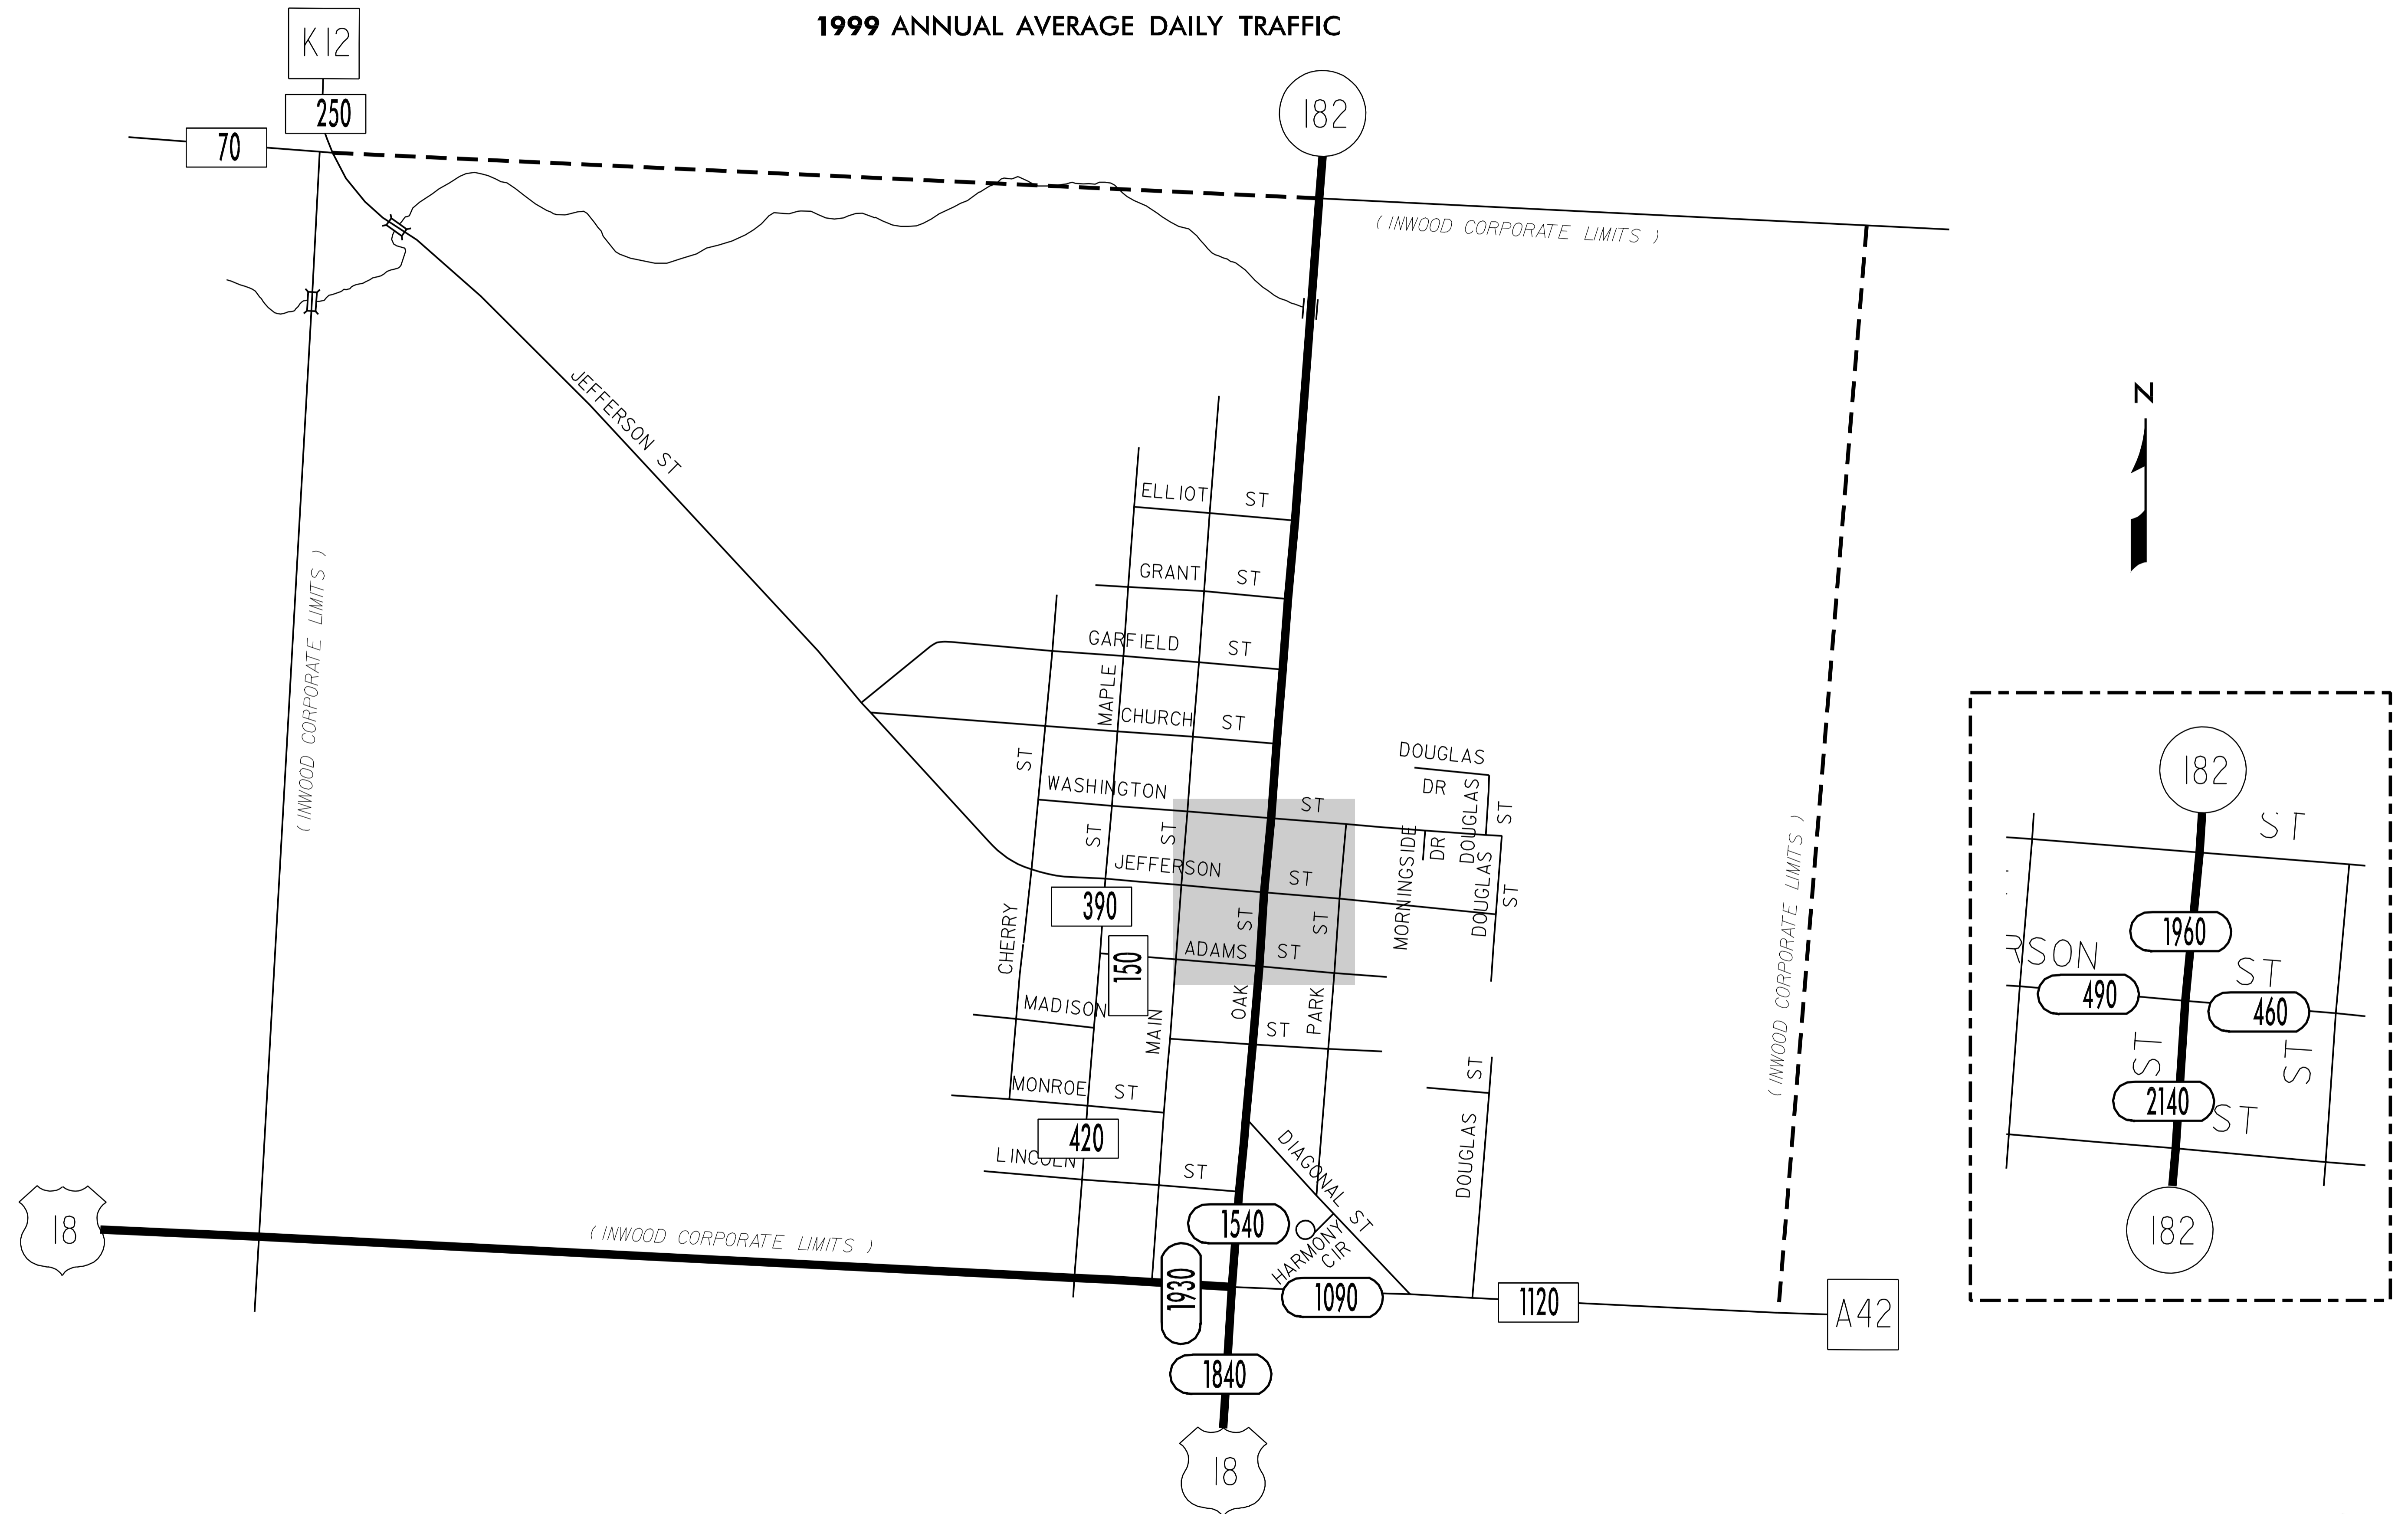 1999 ANNUAL AVERAGE DAILY TRAFFIC
K12
250
70
182
( INWOOD CORPORATE LIMITS )
JEFFERSON ST
N
ELLIOT ST
GRANT ST
GARFIELD ST
MAPLE
ST
CHURCH ST
CHERRY
ST
WASHINGTON ST
DOUGLAS
DR
DOUGLAS
ST
MORNINGSIDE
DR
DOUGLAS
ST
MAIN
ST
JEFFERSON ST
390
150
OAK
ST
PARK
ST
ADAMS ST
MADISON
ST
MONROE ST
420
LINCOLN ST
DIAGONAL ST
DOUGLAS
ST
HARMONY
CIR
( INWOOD CORPORATE LIMITS )
( INWOOD CORPORATE LIMITS )
( INWOOD CORPORATE LIMITS )
18
1540
1930
1090
1120
A42
1840
18
182
ST
1960
RSON
ST
490
460
ST
ST
2140
ST
182